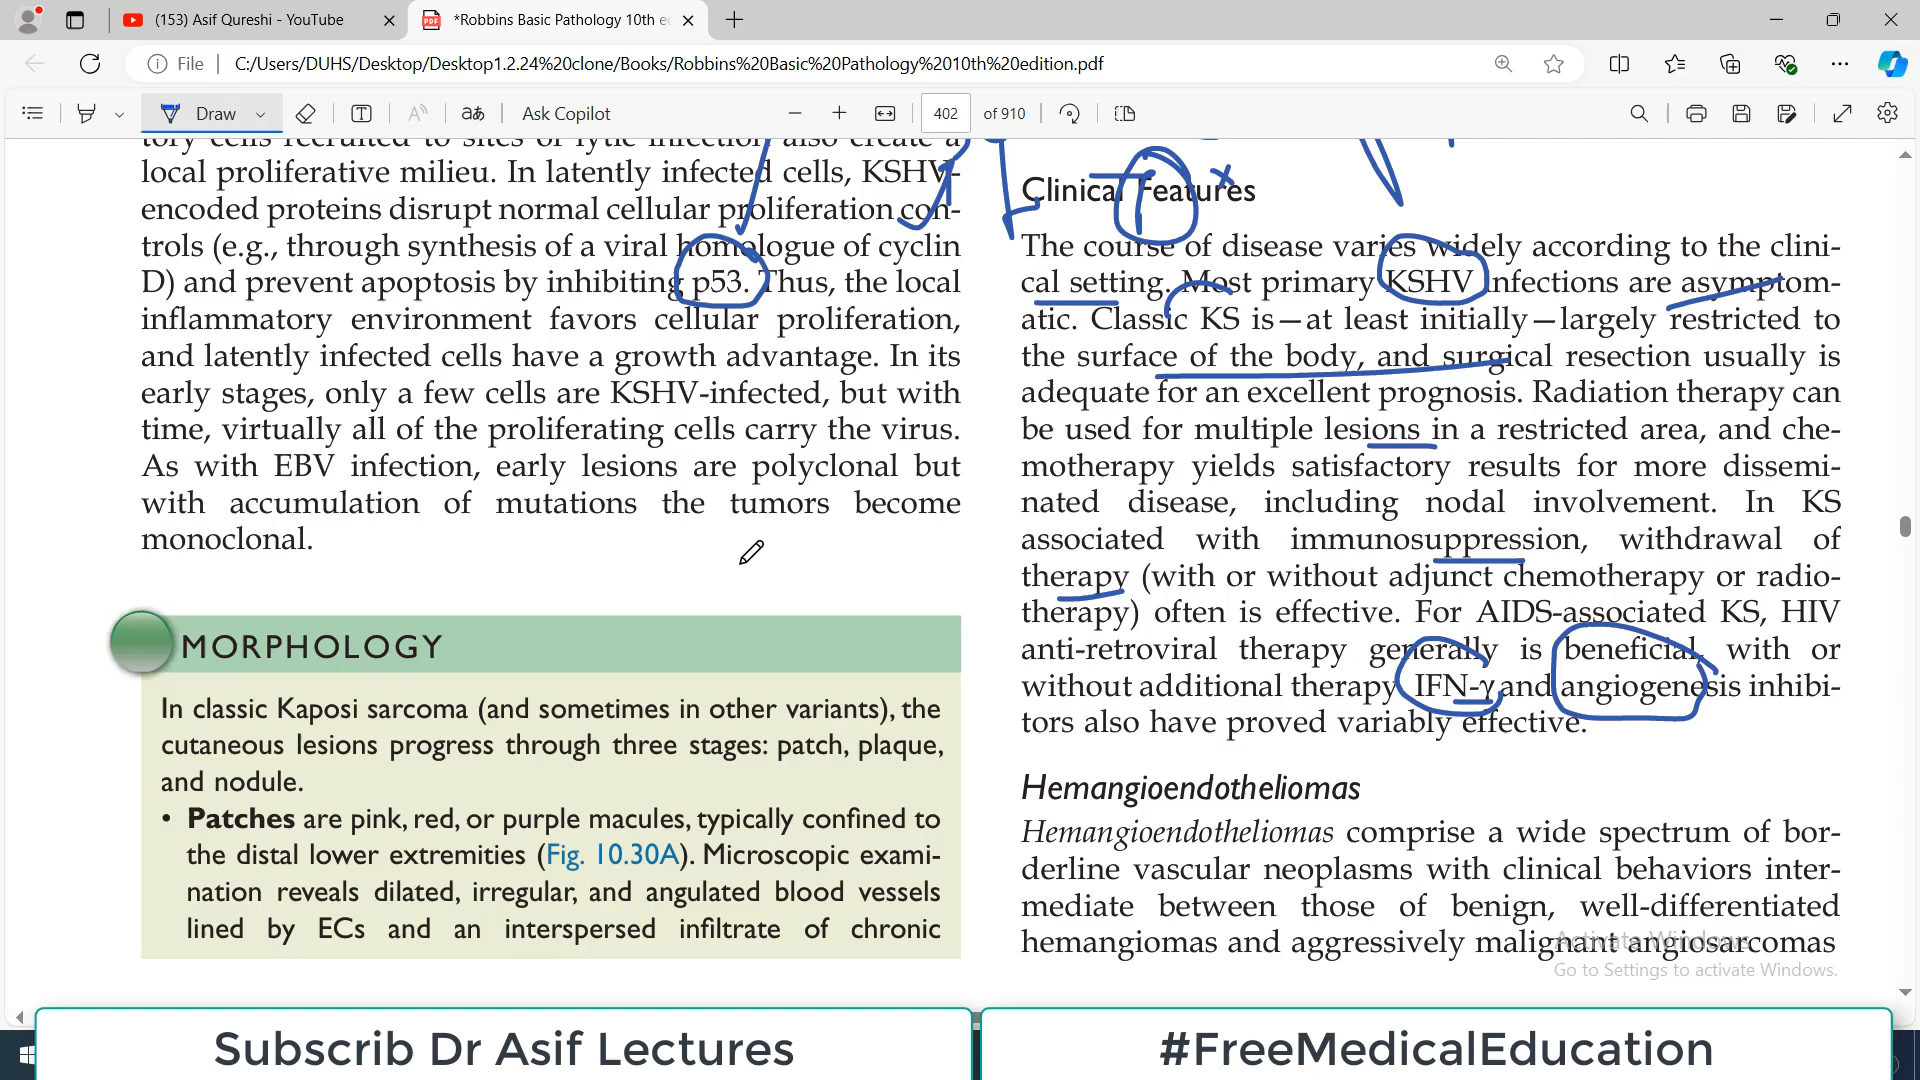 (153) Asif Qureshi - YouTube
*Robbins Basic Pathology 10th e
File
C:/Users/DUHS/Desktop/Desktop1.2.24%20clone/Books/Robbins%20Basic%20Pathology%2010th%20edition.pdf
Draw
aあ
Ask Copilot
402 of 910
tory cells recruited to sites of lytic infection also create a
local proliferative milieu. In latently infected cells, KSHV-
encoded proteins disrupt normal cellular proliferation con-
trols (e.g., through synthesis of a viral homologue of cyclin
D) and prevent apoptosis by inhibiting p53. Thus, the local
inflammatory environment favors cellular proliferation,
and latently infected cells have a growth advantage. In its
early stages, only a few cells are KSHV-infected, but with
time, virtually all of the proliferating cells carry the virus.
As with EBV infection, early lesions are polyclonal but
with accumulation of mutations the tumors become
monoclonal.
MORPHOLOGY
In classic Kaposi sarcoma (and sometimes in other variants), the
cutaneous lesions progress through three stages: patch, plaque,
and nodule.
• Patches are pink, red, or purple macules, typically confined to
the distal lower extremities (Fig. 10.30A). Microscopic exami-
nation reveals dilated, irregular, and angulated blood vessels
lined by ECs and an interspersed infiltrate of chronic
Clinical Features
The course of disease varies widely according to the clini-
cal setting. Most primary KSHV infections are asymptom-
atic. Classic KS is—at least initially—largely restricted to
the surface of the body, and surgical resection usually is
adequate for an excellent prognosis. Radiation therapy can
be used for multiple lesions in a restricted area, and che-
motherapy yields satisfactory results for more dissemi-
nated disease, including nodal involvement. In KS
associated with immunosuppression, withdrawal of
therapy (with or without adjunct chemotherapy or radio-
therapy) often is effective. For AIDS-associated KS, HIV
anti-retroviral therapy generally is beneficial, with or
without additional therapy IFN-γ and angiogenesis inhibi-
tors also have proved variably effective.
Hemangioendotheliomas
Hemangioendotheliomas comprise a wide spectrum of bor-
derline vascular neoplasms with clinical behaviors inter-
mediate between those of benign, well-differentiated
hemangiomas and aggressively malignant angiosarcomas
Activate Windows
Go to Settings to activate Windows.
Subscrib Dr Asif Lectures
#FreeMedicalEducation